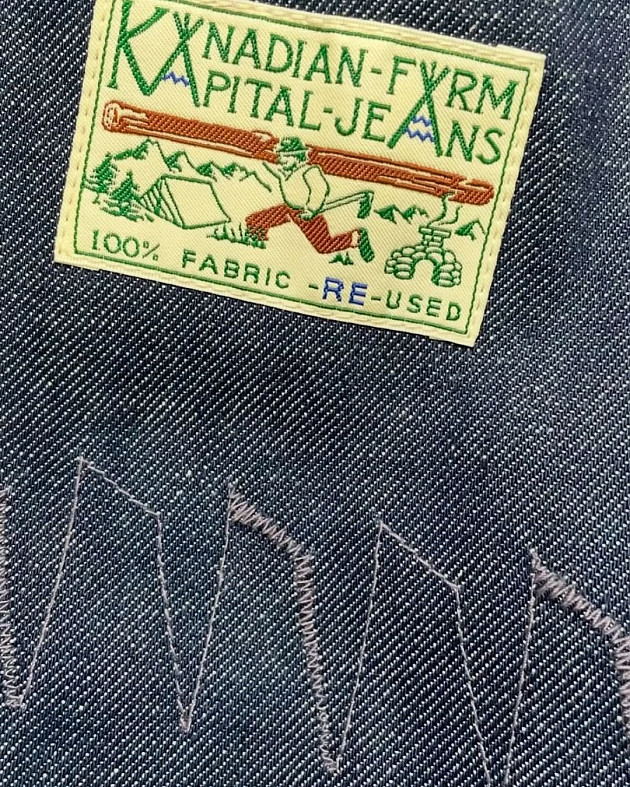 KANADIAN-FARM
KAPITAL-JEANS
100% FABRIC -RE-USED